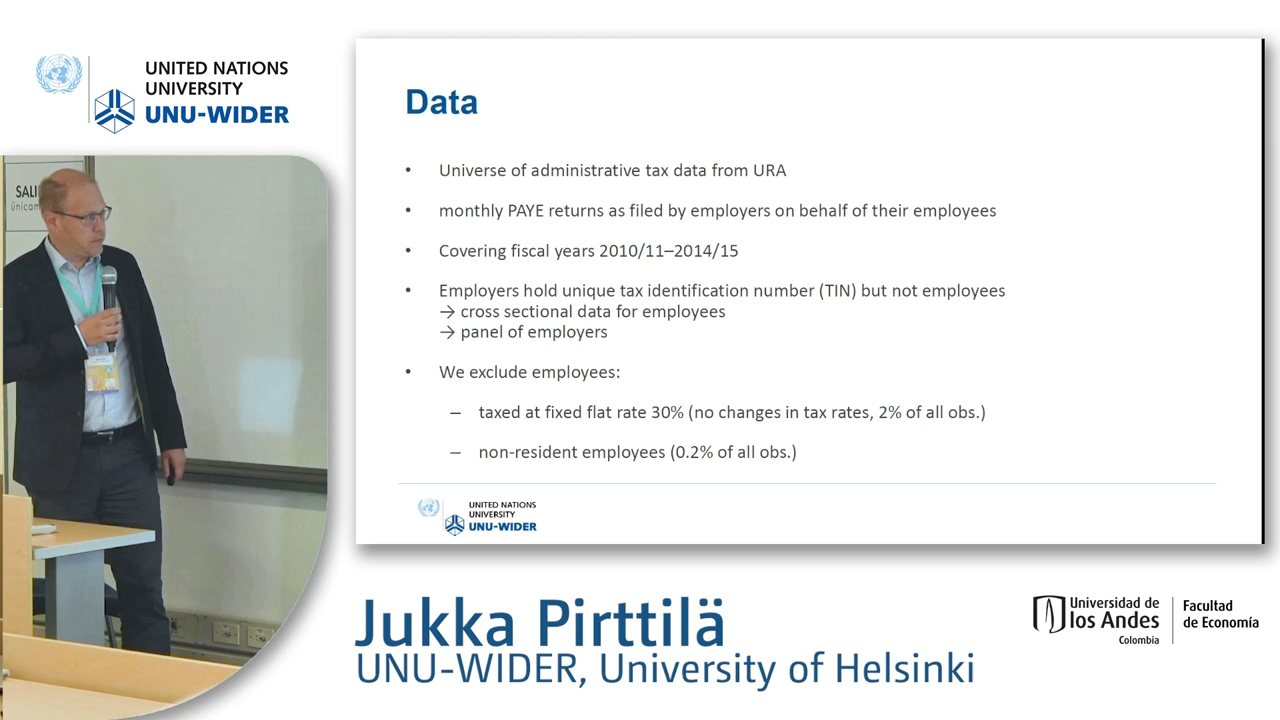 UNITED NATIONS
UNIVERSITY
UNU-WIDER
Data
• Universe of administrative tax data from URA
• monthly PAYE returns as filed by employers on behalf of their employees
• Covering fiscal years 2010/11–2014/15
• Employers hold unique tax identification number (TIN) but not employees
→ cross sectional data for employees
→ panel of employers
• We exclude employees:
– taxed at fixed flat rate 30% (no changes in tax rates, 2% of all obs.)
– non-resident employees (0.2% of all obs.)
UNITED NATIONS
UNIVERSITY
UNU-WIDER
Jukka Pirttilä
UNU-WIDER, University of Helsinki
Universidad de
los Andes
Colombia
Facultad
de Economía